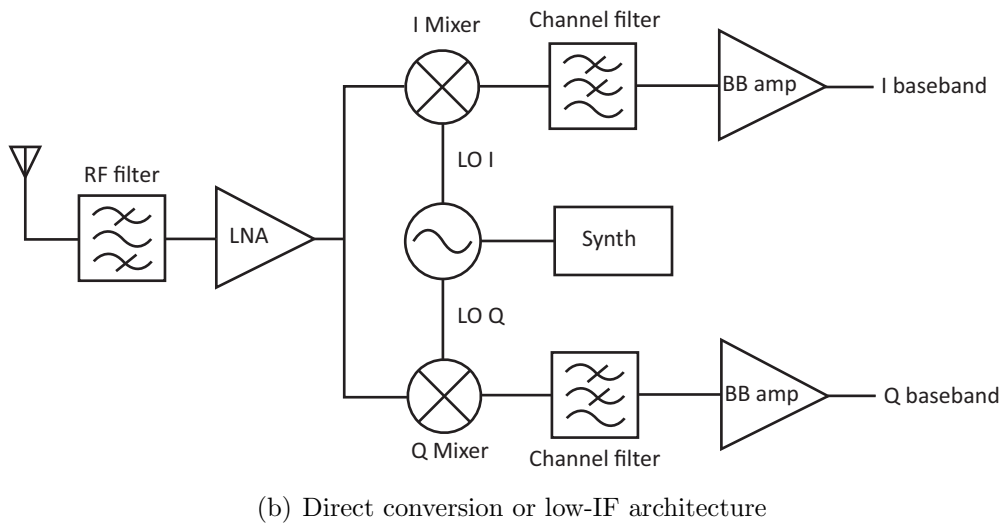 I Mixer
Channel filter
BB amp
I baseband
LO I
RF filter
LNA
Synth
LO Q
BB amp
Q baseband
Q Mixer
Channel filter
(b) Direct conversion or low-IF architecture